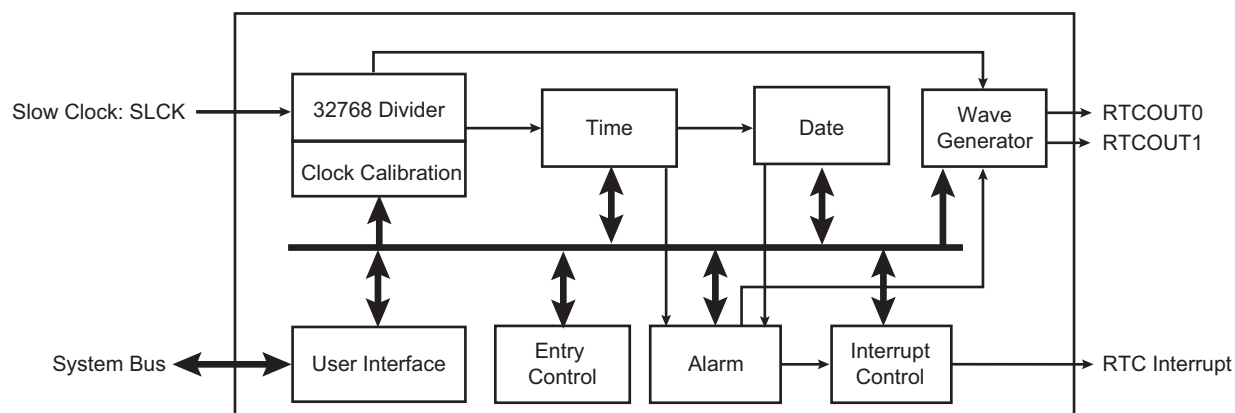 Slow Clock: SLCK
32768 Divider
Clock Calibration
Time
Date
Wave
Generator
RTCOUT0
RTCOUT1
System Bus
User Interface
Entry
Control
Alarm
Interrupt
Control
RTC Interrupt